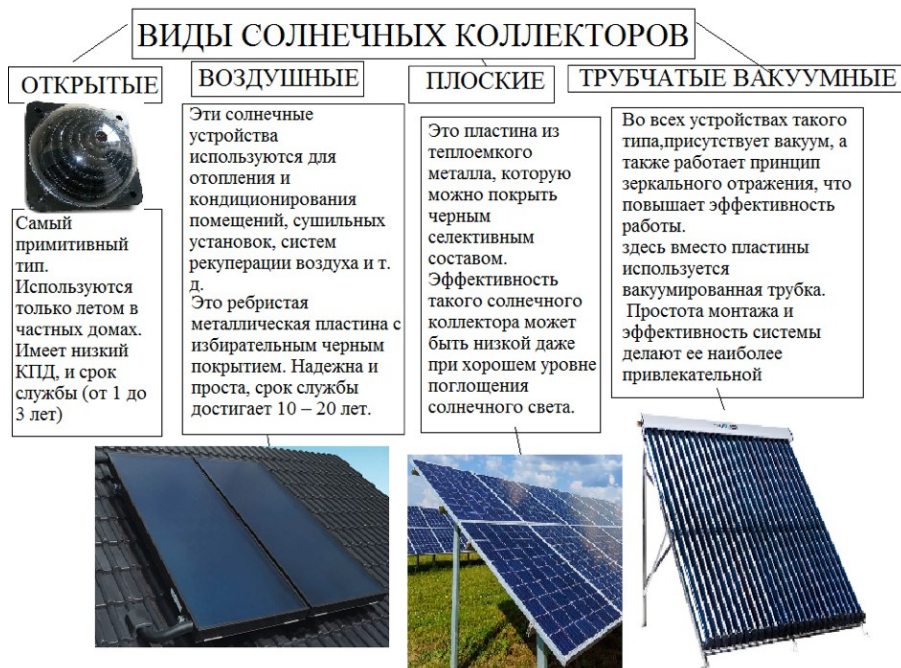 ВИДЫ СОЛНЕЧНЫХ КОЛЛЕКТОРОВ
ОТКРЫТЫЕ
Самый
примитивный
тип.
Используются
только летом в
частных домах.
Имеет низкий
КПД, и срок
службы (от 1 до
3 лет)
ВОЗДУШНЫЕ
Эти солнечные
устройства
используются для
отопления и
кондиционирования
помещений, сушильных
установок, систем
рекуперации воздуха и т.
д.
Это ребристая
металлическая пластина с
избирательным черным
покрытием. Надежна и
проста, срок службы
достигает 10 – 20 лет.
ПЛОСКИЕ
Это пластина из
теплоемкого
металла, которую
можно покрыть
черным
селективным
составом.
Эффективность
такого солнечного
коллектора может
быть низкой даже
при хорошем уровне
поглощения
солнечного света.
ТРУБЧАТЫЕ ВАКУУМНЫЕ
Во всех устройствах такого
типа,присутствует вакуум, а
также работает принцип
зеркального отражения, что
повышает эффективность
работы.
здесь вместо пластины
используется
вакуумированная трубка.
Простота монтажа и
эффективность системы
делают ее наиболее
привлекательной